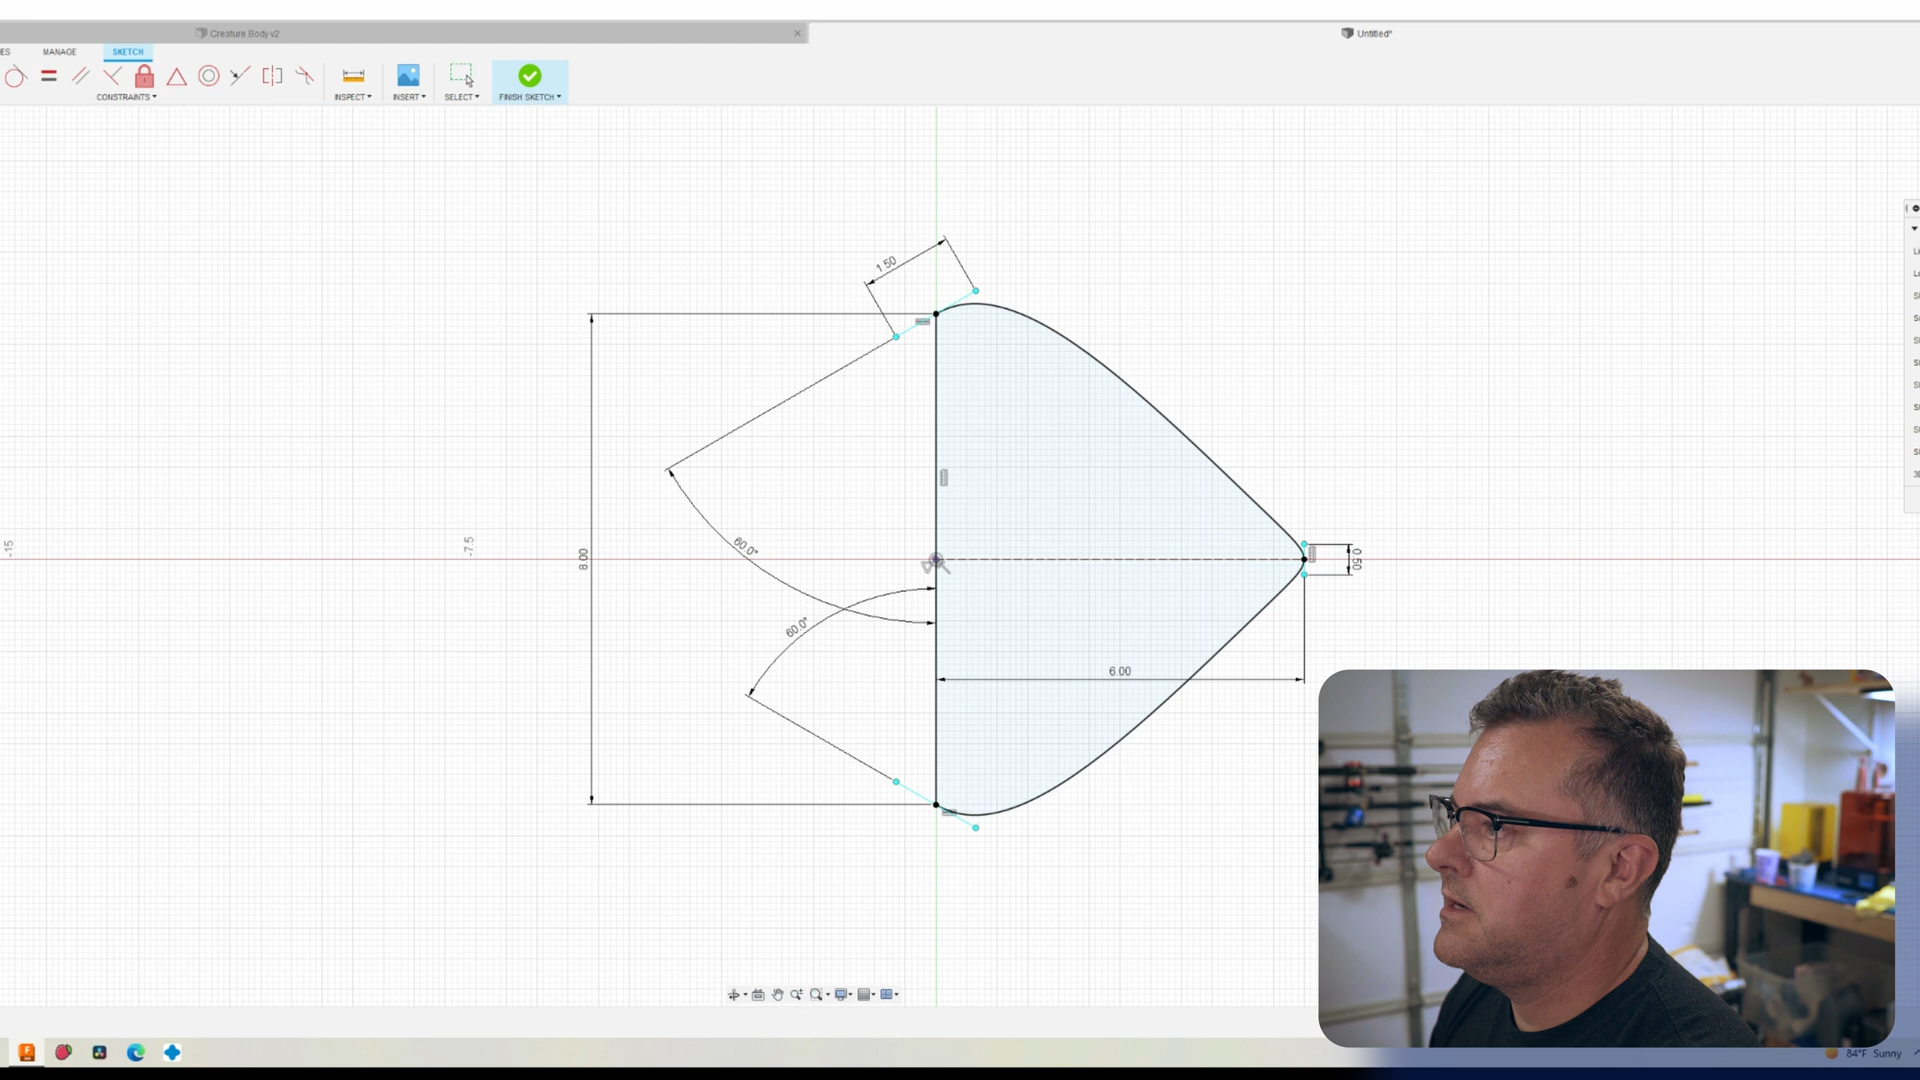 Creature Body v2
Untitled*
ES
MANAGE
SKETCH
CONSTRAINTS
INSPECT
INSERT
SELECT
FINISH SKETCH
1.50
-15
-7.5
60.0°
8.00
0.50
60.0°
6.00
84°F Sunny